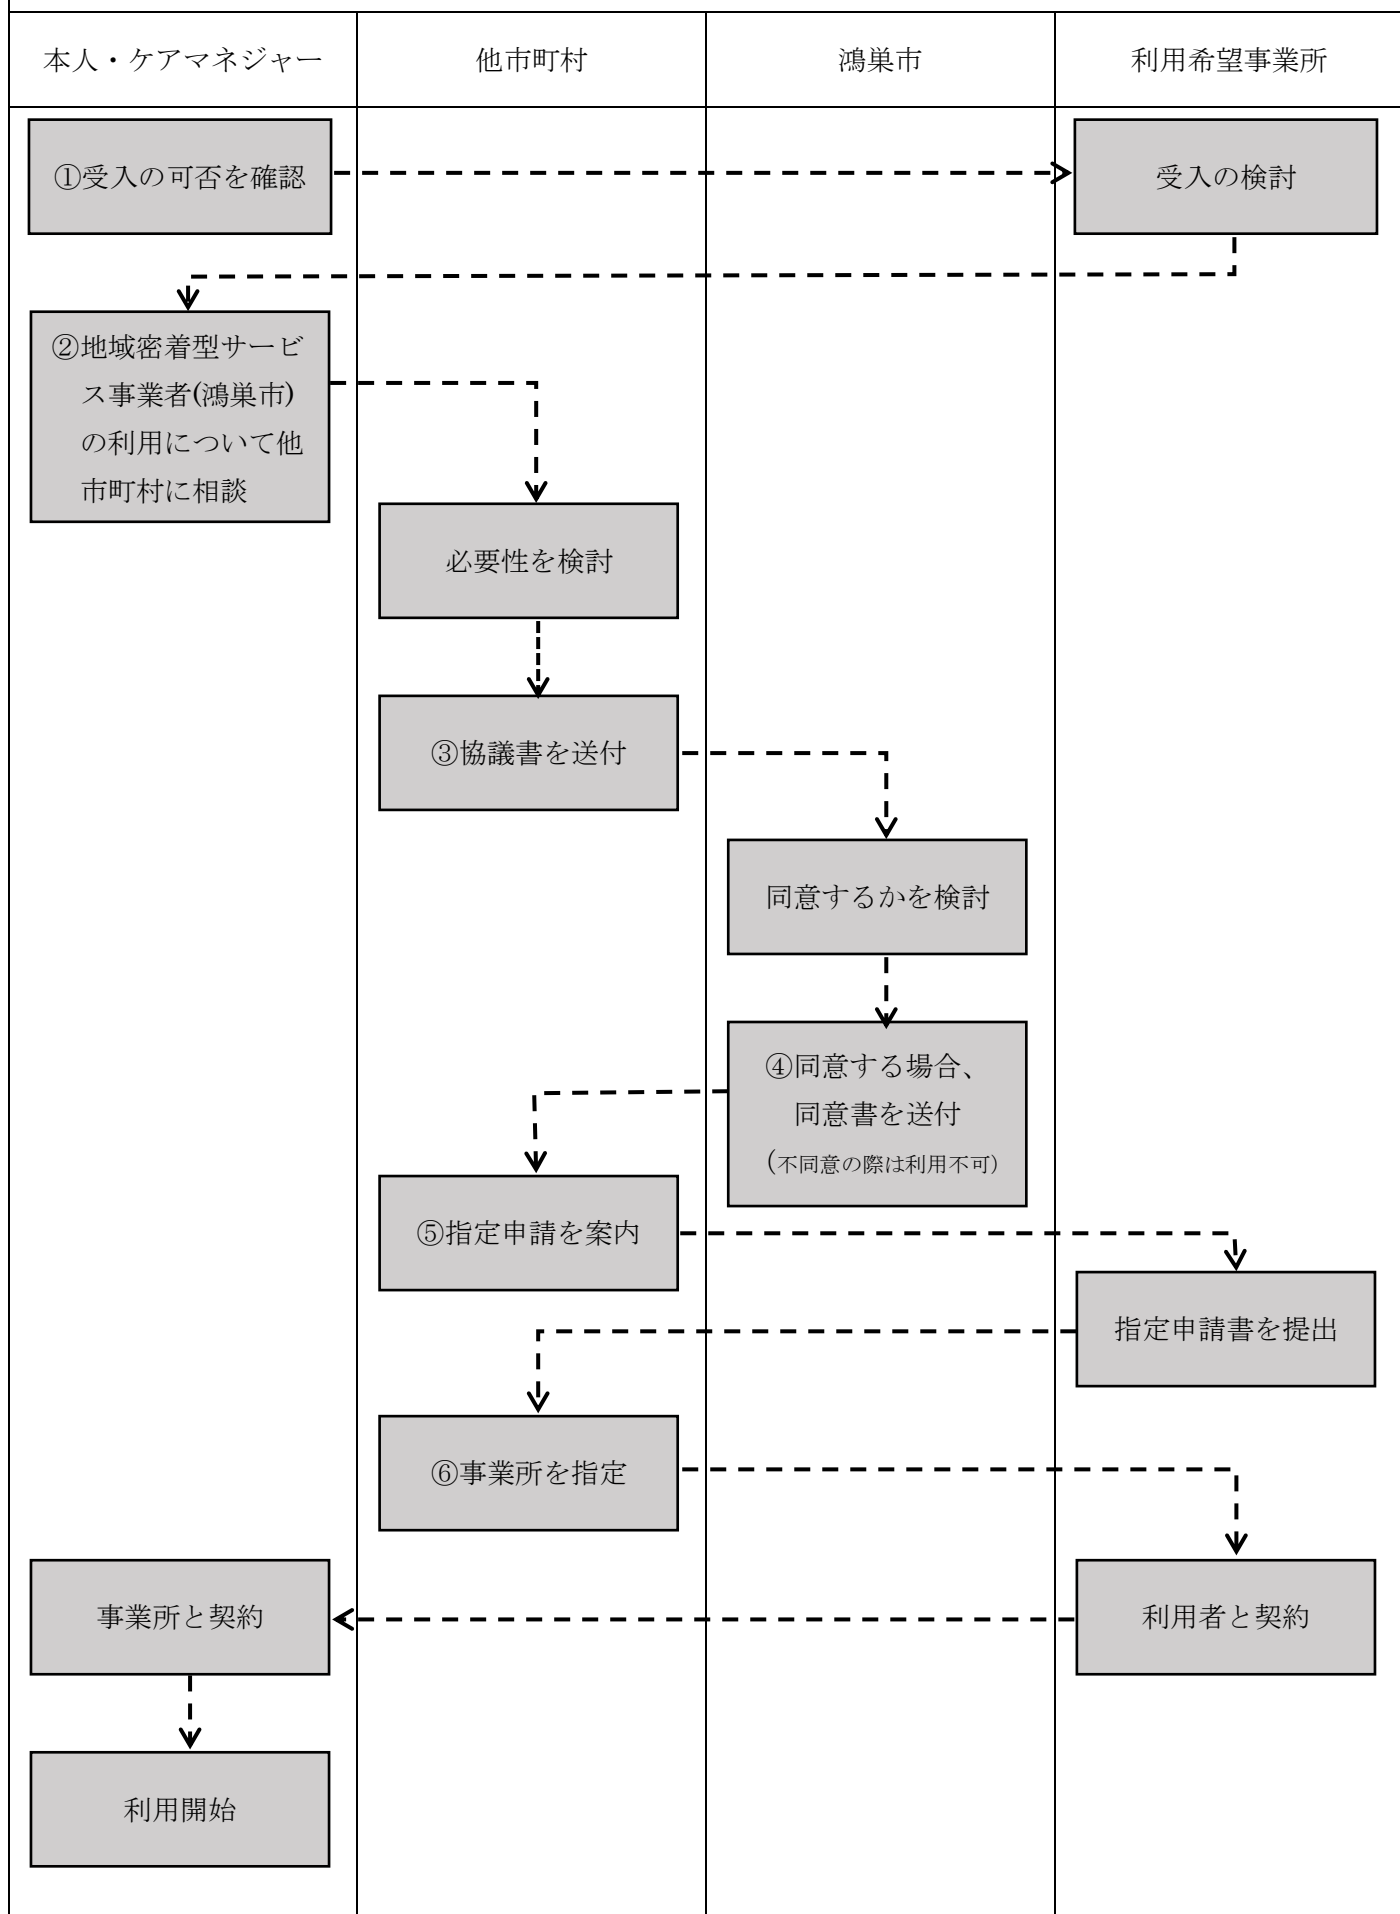 本人・ケアマネジャー
他市町村
鴻巣市
利用希望事業所
①受入の可否を確認
受入の検討
②地域密着型サービ
ス事業者(鴻巣市)
の利用について他
市町村に相談
必要性を検討
③協議書を送付
同意するかを検討
④同意する場合、
同意書を送付
(不同意の際は利用不可)
⑤指定申請を案内
指定申請書を提出
⑥事業所を指定
事業所と契約
利用者と契約
利用開始